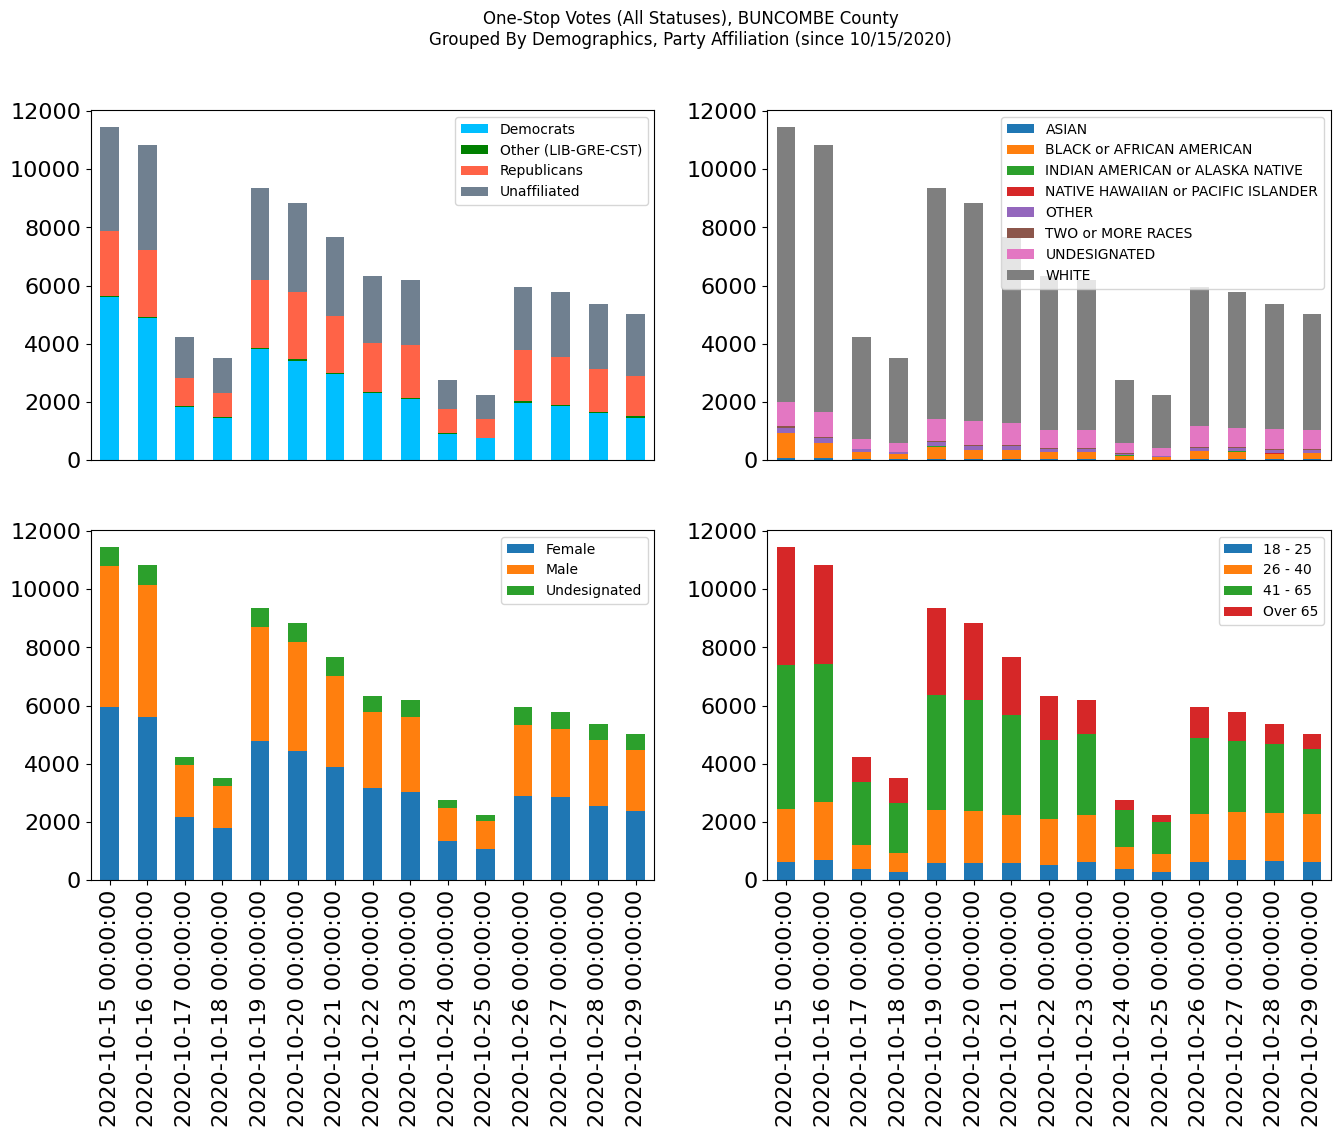 One-Stop Votes (All Statuses), BUNCOMBE County
Grouped By Demographics, Party Affiliation (since 10/15/2020)
12000
10000
8000
6000
4000
2000
0
Democrats
Other (LIB-GRE-CST)
Republicans
Unaffiliated
12000
10000
8000
6000
4000
2000
0
ASIAN
BLACK or AFRICAN AMERICAN
INDIAN AMERICAN or ALASKA NATIVE
NATIVE HAWAIIAN or PACIFIC ISLANDER
OTHER
TWO or MORE RACES
UNDESIGNATED
WHITE
12000
10000
8000
6000
4000
2000
0
Female
Male
Undesignated
2020-10-15 00:00:00
2020-10-16 00:00:00
2020-10-17 00:00:00
2020-10-18 00:00:00
2020-10-19 00:00:00
2020-10-20 00:00:00
2020-10-21 00:00:00
2020-10-22 00:00:00
2020-10-23 00:00:00
2020-10-24 00:00:00
2020-10-25 00:00:00
2020-10-26 00:00:00
2020-10-27 00:00:00
2020-10-28 00:00:00
2020-10-29 00:00:00
12000
10000
8000
6000
4000
2000
0
18 - 25
26 - 40
41 - 65
Over 65
2020-10-15 00:00:00
2020-10-16 00:00:00
2020-10-17 00:00:00
2020-10-18 00:00:00
2020-10-19 00:00:00
2020-10-20 00:00:00
2020-10-21 00:00:00
2020-10-22 00:00:00
2020-10-23 00:00:00
2020-10-24 00:00:00
2020-10-25 00:00:00
2020-10-26 00:00:00
2020-10-27 00:00:00
2020-10-28 00:00:00
2020-10-29 00:00:00